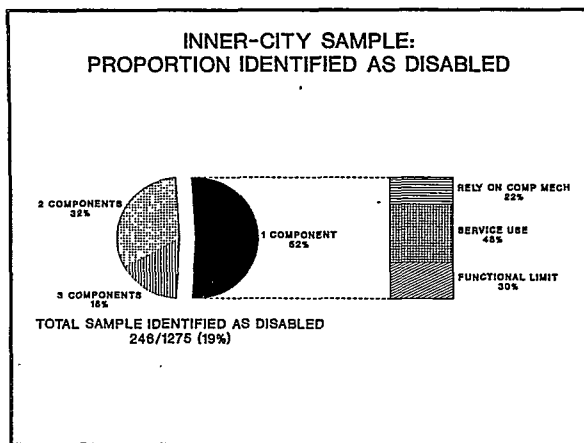 INNER-CITY SAMPLE:
PROPORTION IDENTIFIED AS DISABLED
2 COMPONENTS
32%
1 COMPONENT
52%
3 COMPONENTS
16%
RELY ON COMP MECH
22%
SERVICE USE
48%
FUNCTIONAL LIMIT
30%
TOTAL SAMPLE IDENTIFIED AS DISABLED
246/1275 (19%)